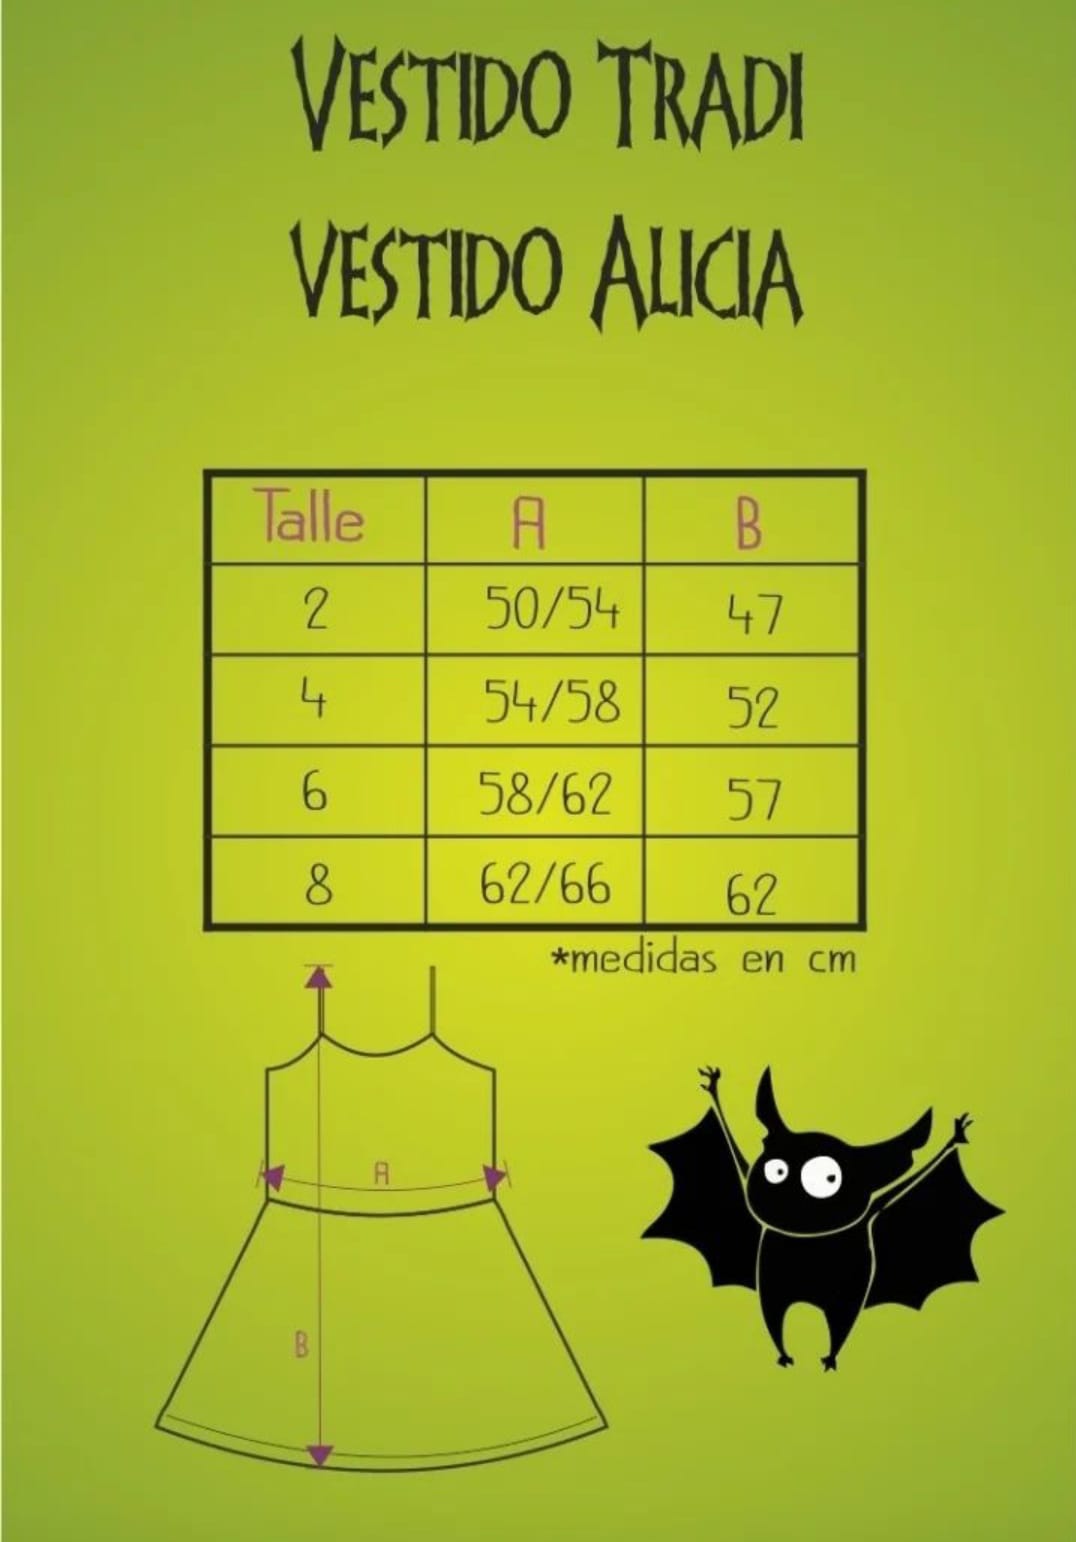 VESTIDO TRADI
VESTIDO ALICIA
Talle A B
2 50/54 47
4 54/58 52
6 58/62 57
8 62/66 62
*medidas en cm
A
B